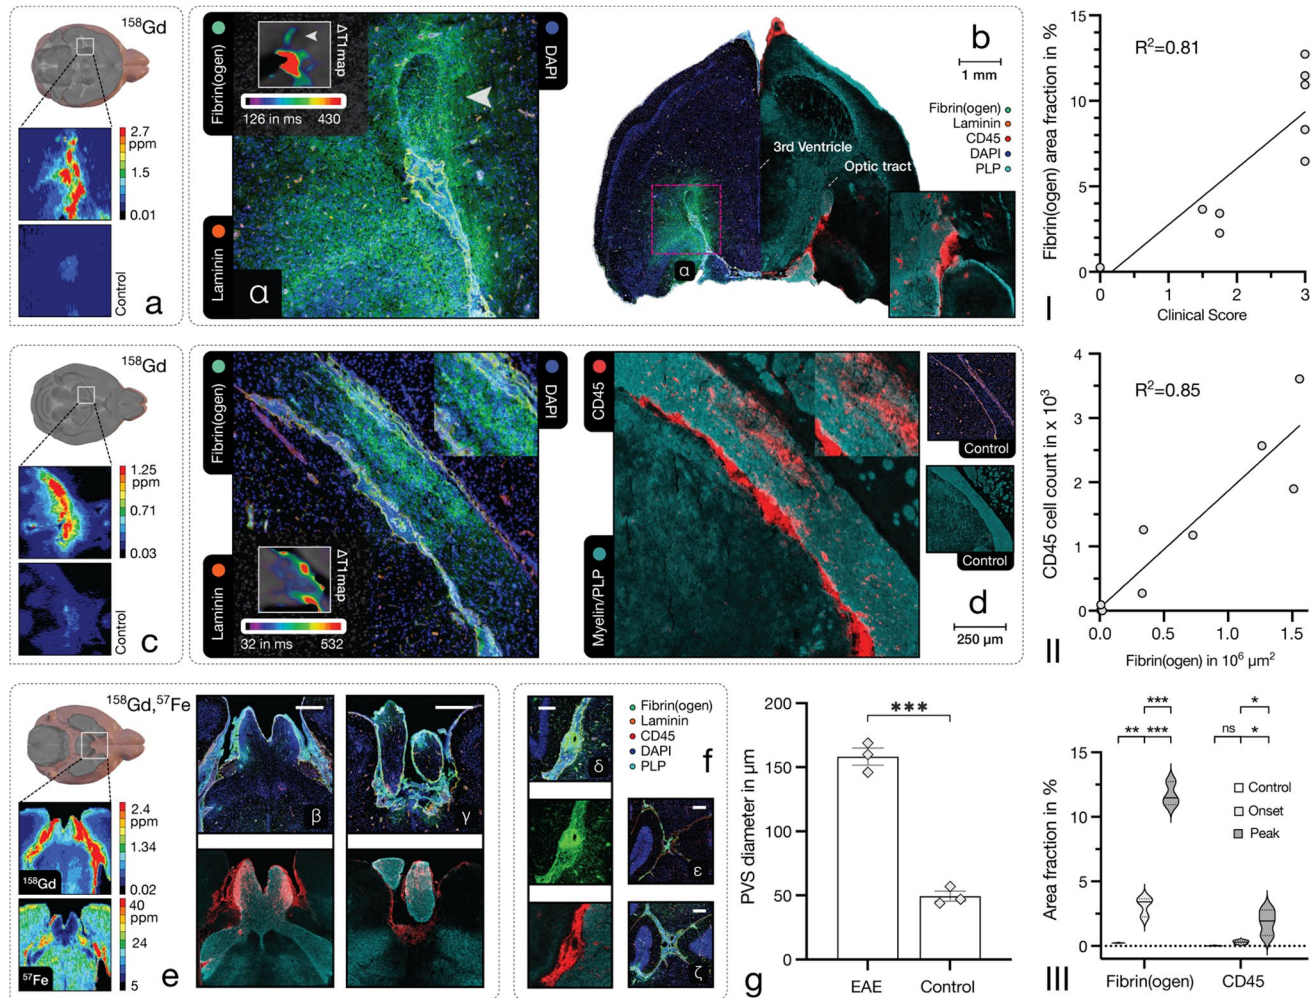 ¹⁵⁸Gd
2.7
ppm
1.5
0.01
Control
a
Fibrin(ogen)
Laminin
DAPI
ΔT1map
126 in ms 430
α
b
1 mm
Fibrin(ogen)
Laminin
CD45
DAPI
PLP
3rd Ventricle
Optic tract
α
Fibrin(ogen) area fraction in %
15
10
5
0
R²=0.81
0 1 2 3
Clinical Score
I
¹⁵⁸Gd
1.25
ppm
0.71
0.03
Control
c
Fibrin(ogen)
Laminin
DAPI
ΔT1map
32 in ms 532
CD45
Myelin/PLP
Control
Control
d
250 µm
CD45 cell count in x 10³
4
3
2
1
0
R²=0.85
0.0 0.5 1.0 1.5
Fibrin(ogen) in 10⁶ µm²
II
¹⁵⁸Gd,⁵⁷Fe
2.4
ppm
1.34
0.02
¹⁵⁸Gd
40
ppm
24
5
⁵⁷Fe
e
β
γ
Fibrin(ogen)
Laminin
CD45
DAPI
PLP
f
δ
ε
ζ
PVS diameter in µm
200
150
100
50
0
***
EAE Control
g
Area fraction in %
15
10
5
0
***
** ***
*
ns *
Control
Onset
Peak
Fibrin(ogen) CD45
III